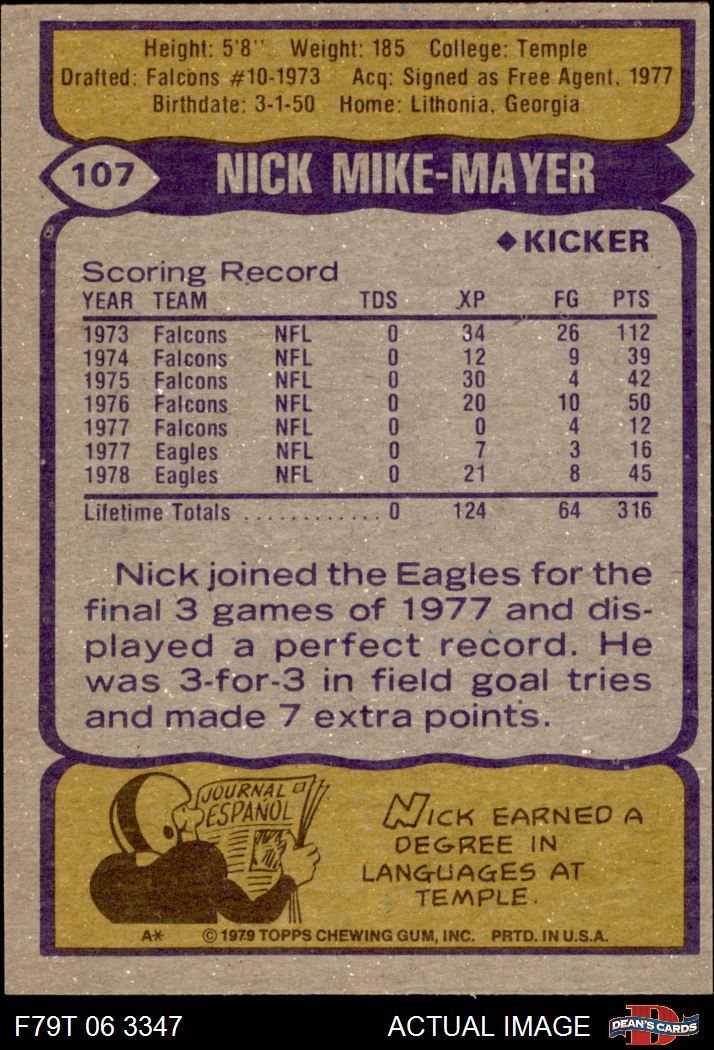 Height: 5'8" Weight: 185 College: Temple
Drafted: Falcons #10-1973 Acq: Signed as Free Agent, 1977
Birthdate: 3-1-50 Home: Lithonia, Georgia
107 NICK MIKE-MAYER
◆KICKER
Scoring Record
YEAR TEAM TDS XP FG PTS
1973 Falcons NFL 0 34 26 112
1974 Falcons NFL 0 12 9 39
1975 Falcons NFL 0 30 4 42
1976 Falcons NFL 0 20 10 50
1977 Falcons NFL 0 0 4 12
1977 Eagles NFL 0 7 3 16
1978 Eagles NFL 0 21 8 45
Lifetime Totals ............ 0 124 64 316
Nick joined the Eagles for the
final 3 games of 1977 and dis-
played a perfect record. He
was 3-for-3 in field goal tries
and made 7 extra points.
JOURNAL
ESPAÑOL
NICK EARNED A
DEGREE IN
LANGUAGES AT
TEMPLE.
A* © 1979 TOPPS CHEWING GUM, INC. PRTD. IN U.S.A.
F79T 06 3347 ACTUAL IMAGE DEAN'S CARDS